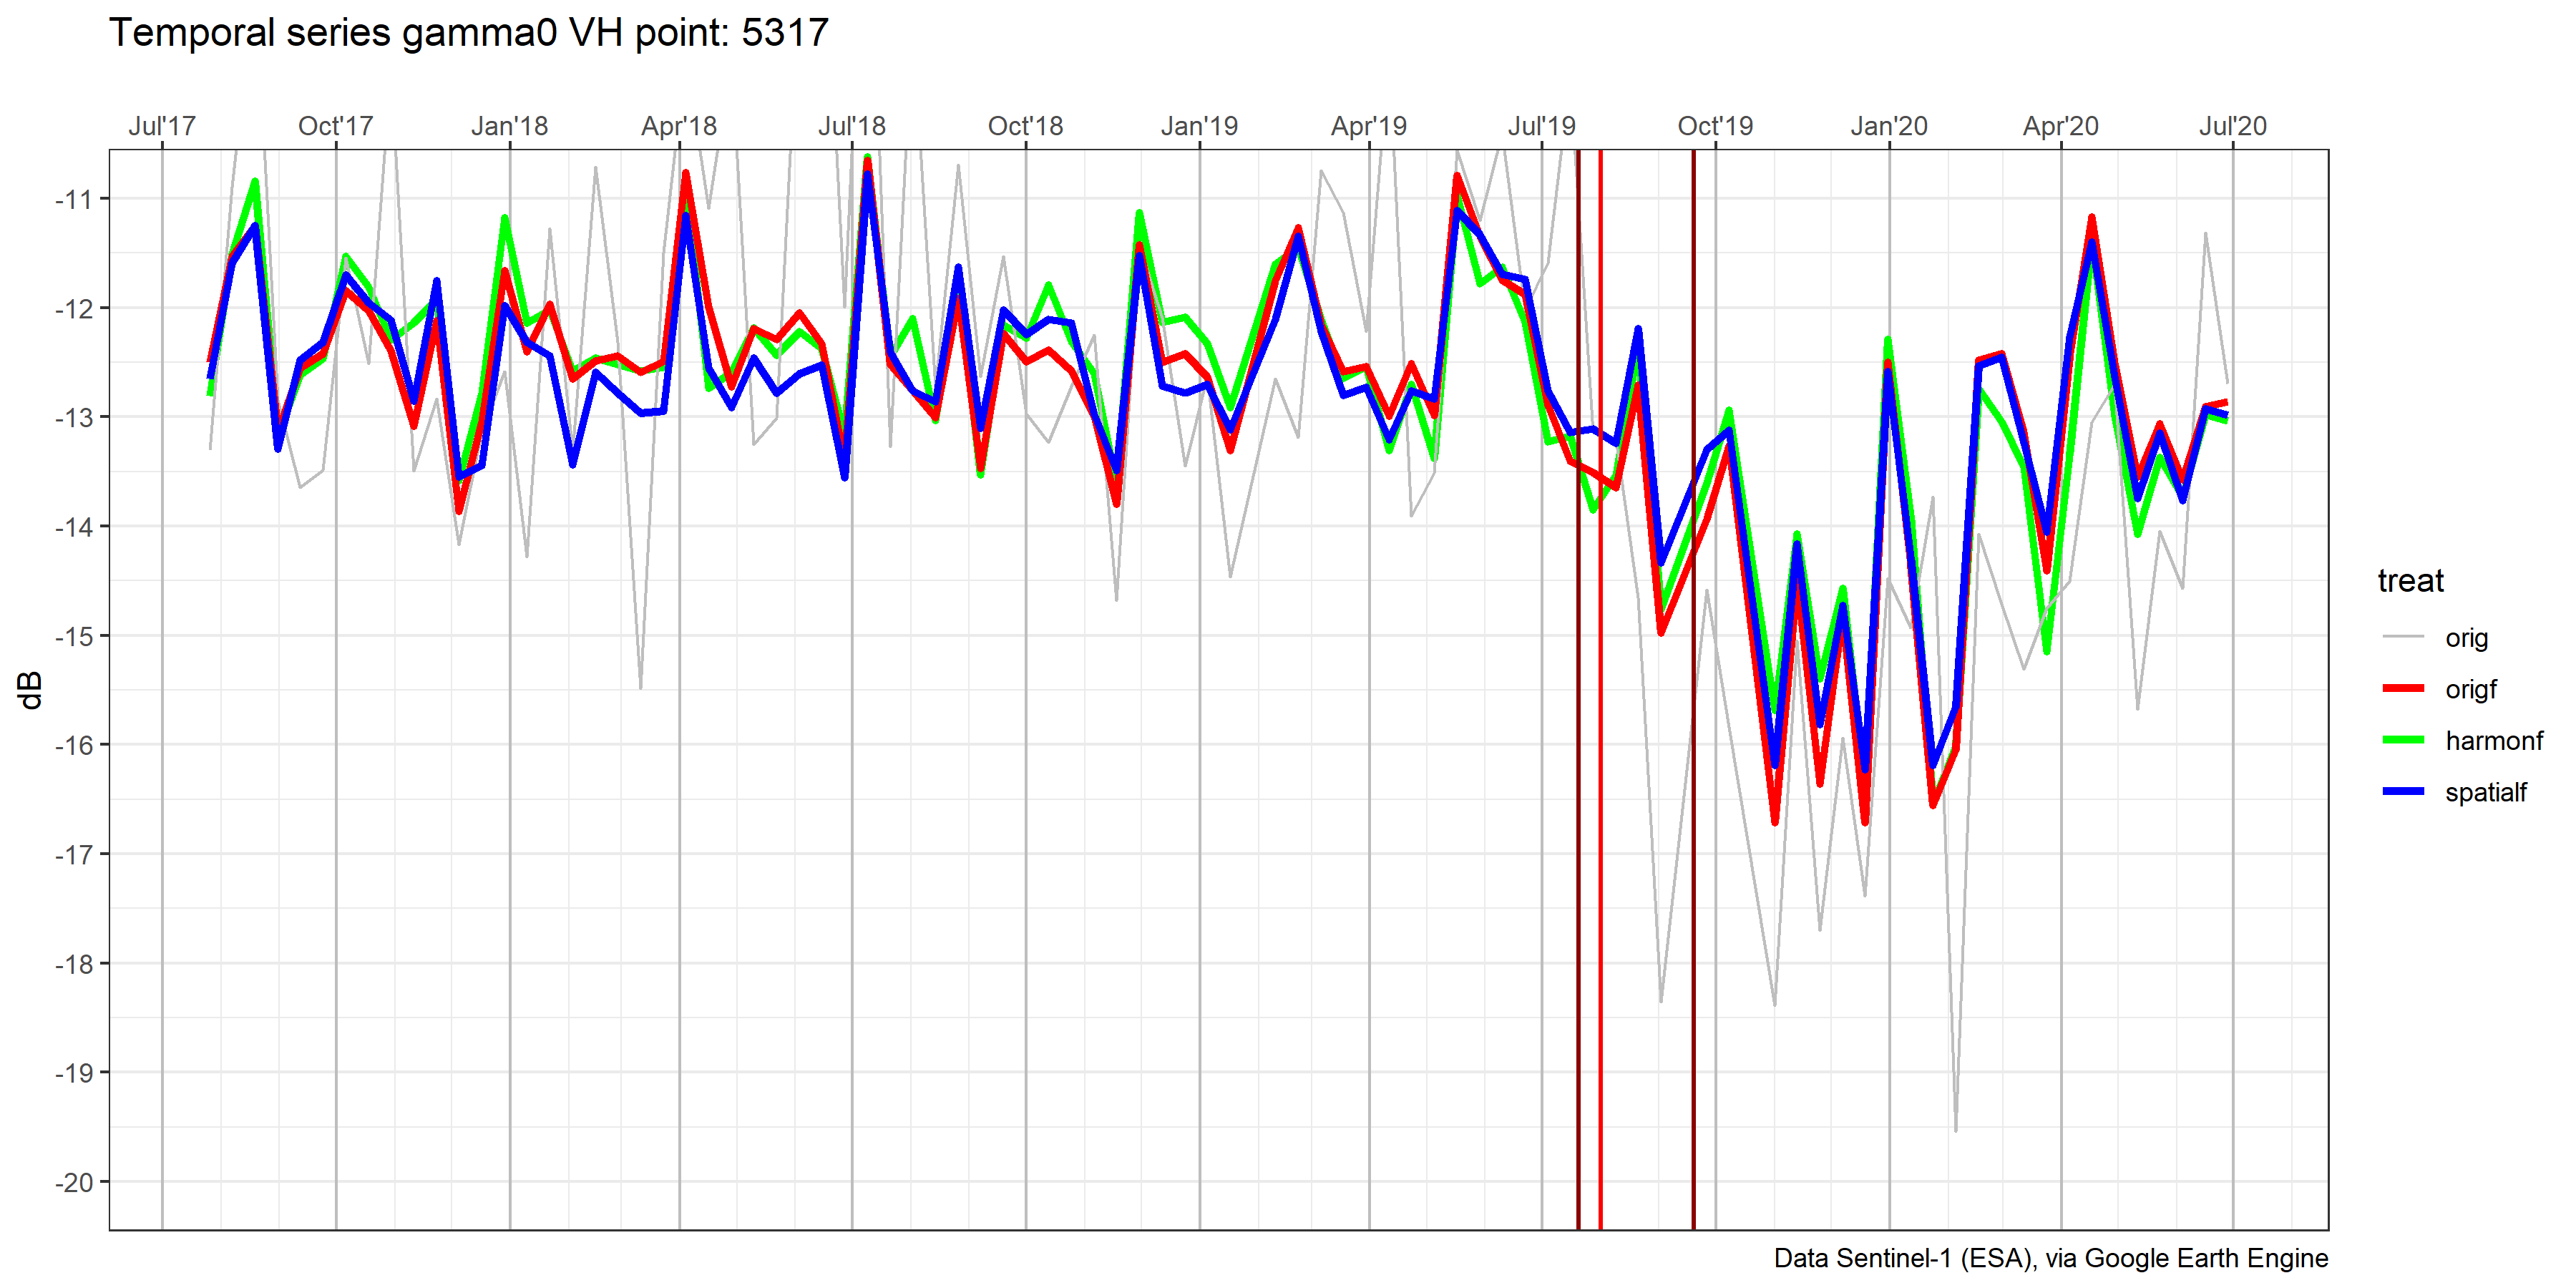 Temporal series gamma0 VH point: 5317
Jul'17 Oct'17 Jan'18 Apr'18 Jul'18 Oct'18 Jan'19 Apr'19 Jul'19 Oct'19 Jan'20 Apr'20 Jul'20
-11
-12
-13
-14
-15
-16
-17
-18
-19
-20
dB
treat
orig
origf
harmonf
spatialf
Data Sentinel-1 (ESA), via Google Earth Engine